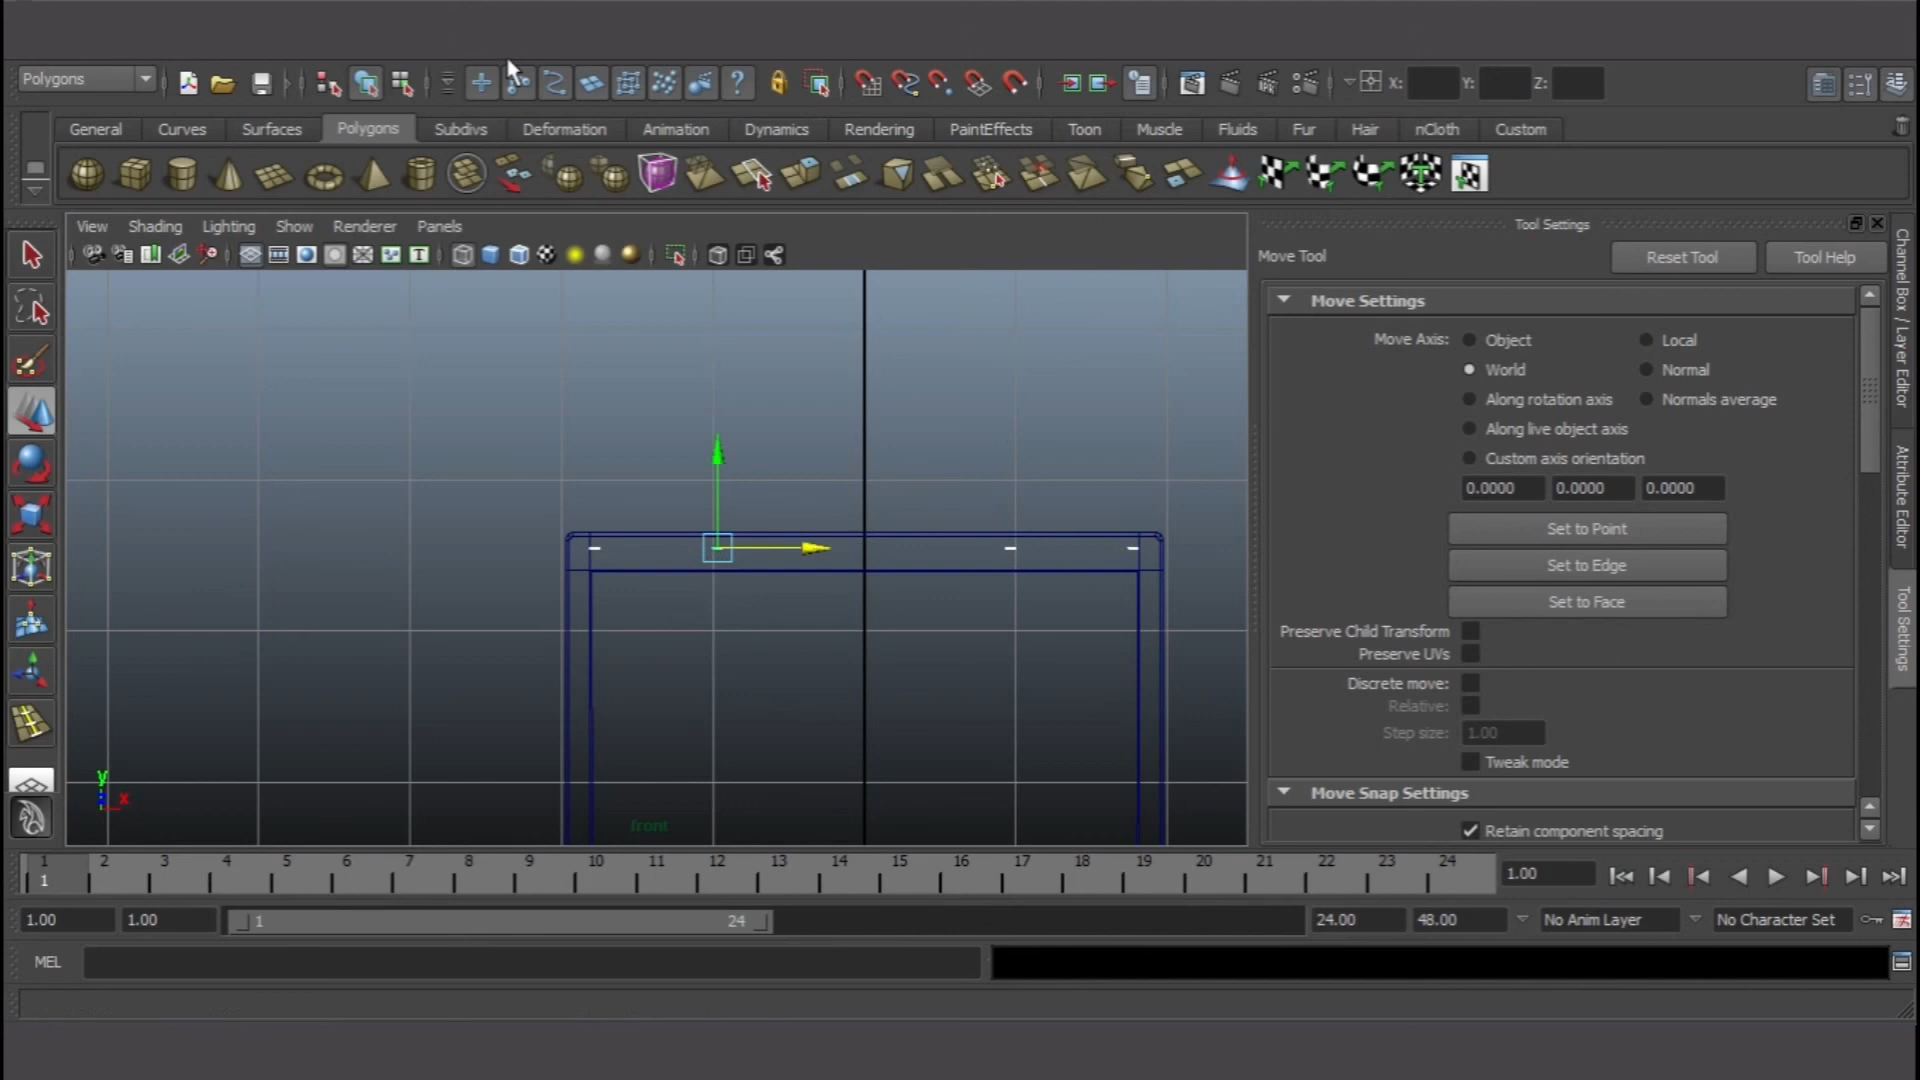 Polygons
X:
Y:
Z:
General Curves Surfaces Polygons Subdivs Deformation Animation Muscle Dynamics Rendering PaintEffects Toon Muscle Fluids Fur Hair nCloth Custom
View Shading Lighting Show Renderer Panels
Tool Settings
Move Tool
Reset Tool
Tool Help
Move Settings
Move Axis:
Object
Local
World
Normal
Along rotation axis
Normals average
Along live object axis
Custom axis orientation
0.0000 0.0000 0.0000
Set to Point
Set to Edge
Set to Face
Preserve Child Transform
Preserve UVs
Discrete move:
Relative:
Step size: 1.00
Tweak mode
Move Snap Settings
Retain component spacing
Channel Box / Layer Editor
Attribute Editor
Tool Settings
y
x
front
1 2 3 4 5 6 7 8 9 10 11 12 13 14 15 16 17 18 19 20 21 22 23 24
1
1.00
1.00 1.00 1 24 24.00 48.00 No Anim Layer No Character Set
MEL